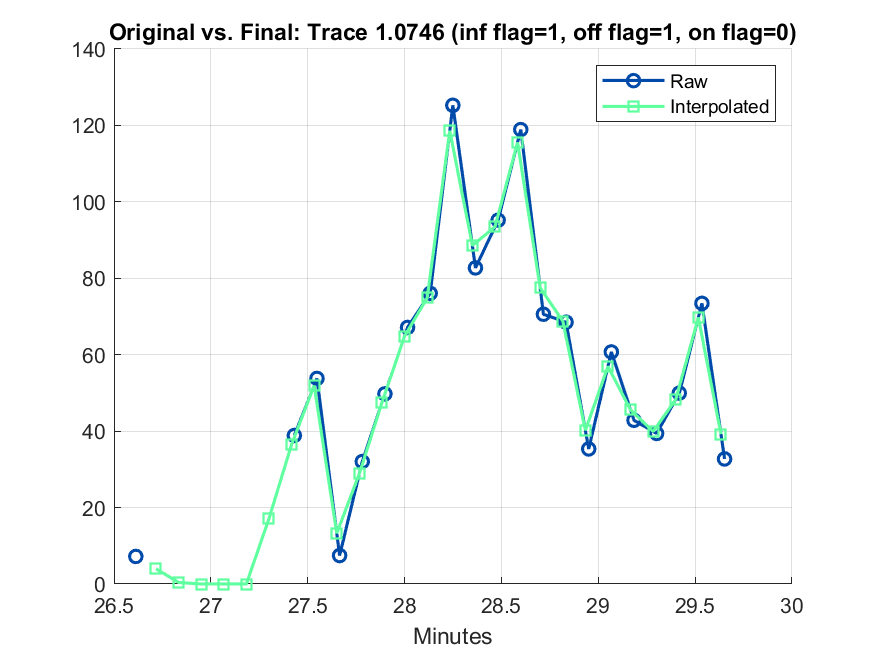 Original vs. Final: Trace 1.0746 (inf flag=1, off flag=1, on flag=0)
140
120
100
80
60
40
20
0
Raw
Interpolated
26.5 27 27.5 28 28.5 29 29.5 30
Minutes